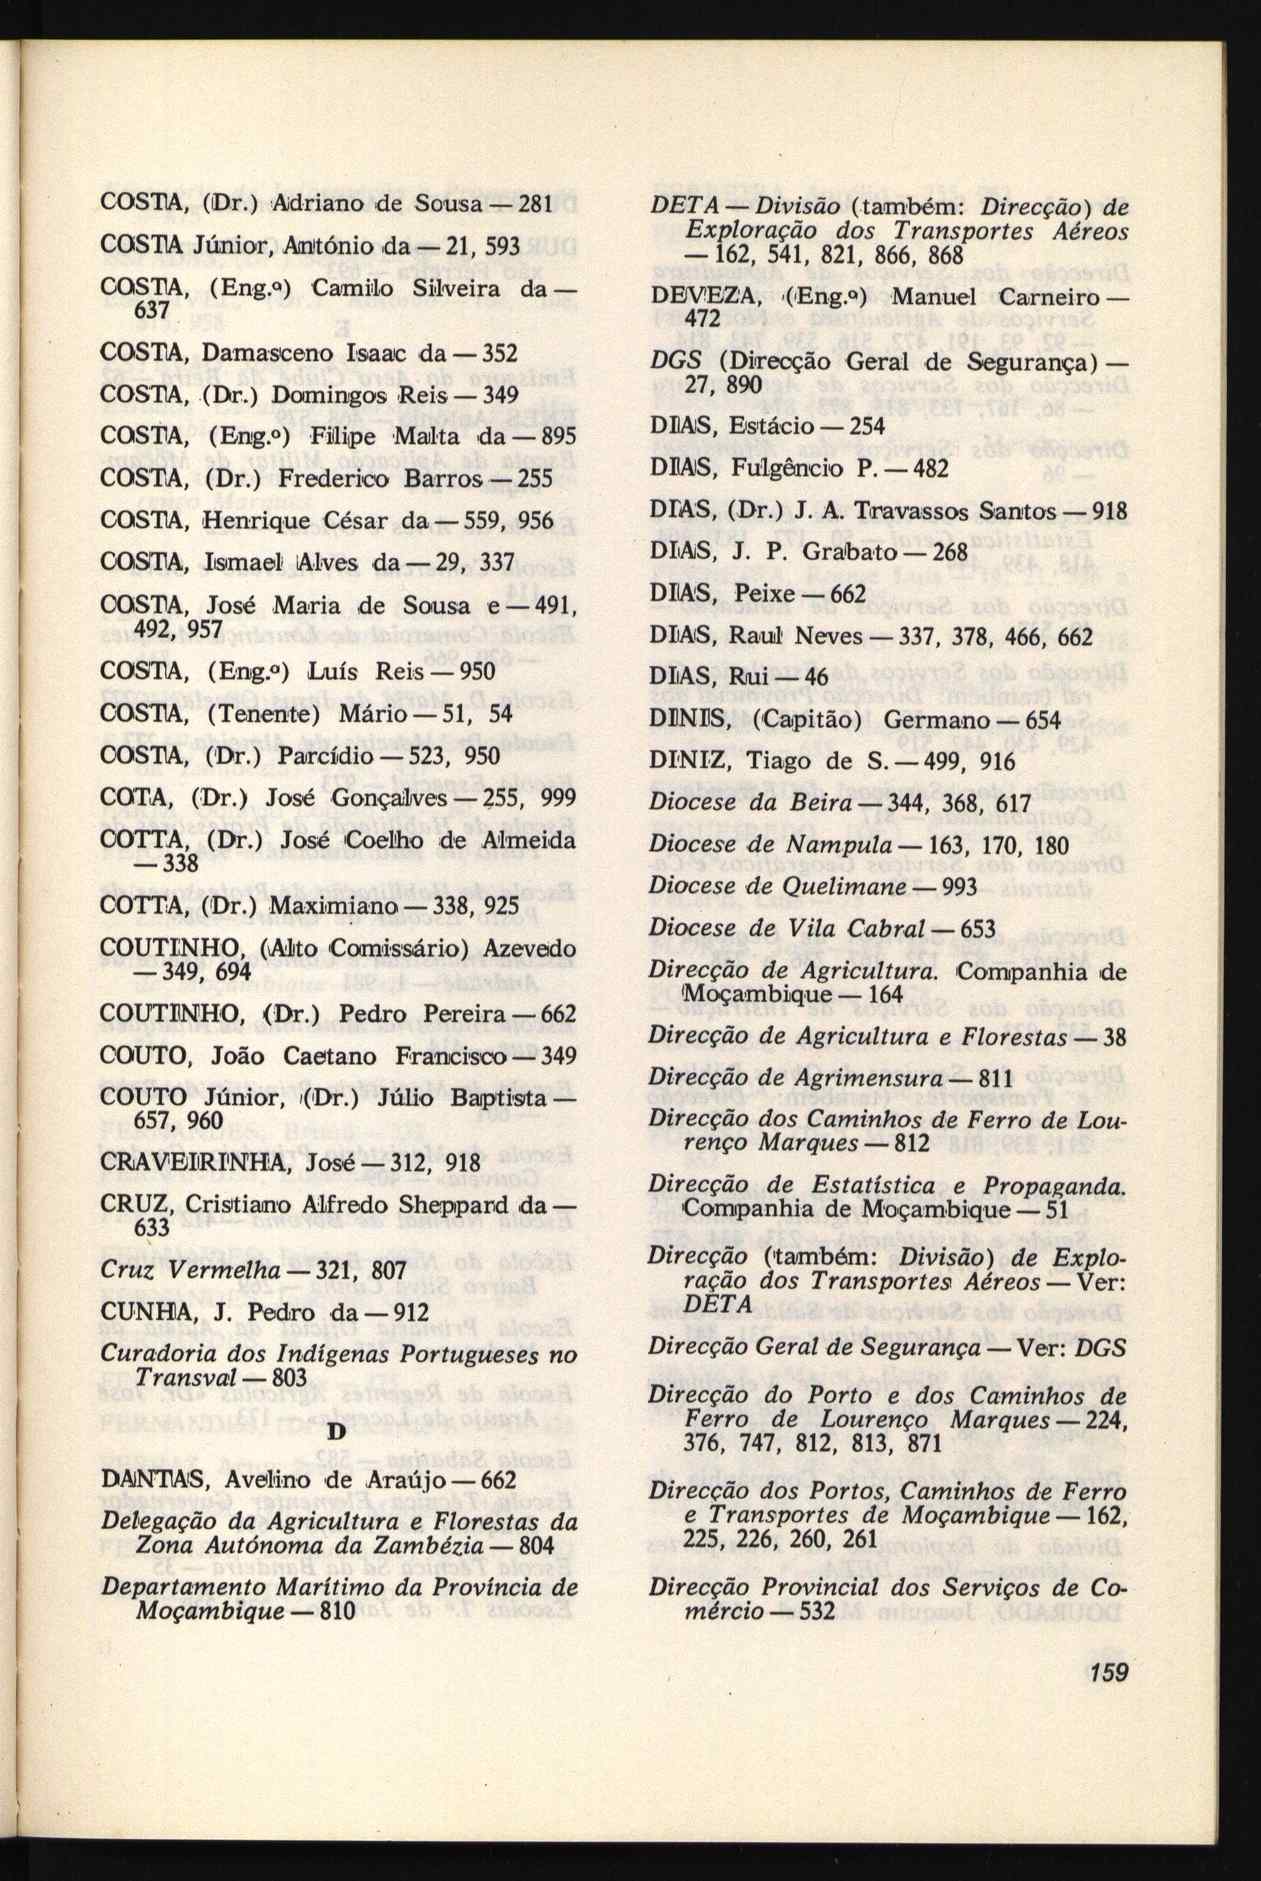 COSTA, (Dr.) Adriano de Sousa — 281
COSTA Júnior, António da — 21, 593
COSTA, (Eng.º) Camilo Silveira da —
637
COSTA, Damasceno Isaac da — 352
COSTA, (Dr.) Domingos Reis — 349
COSTA, (Eng.º) Filipe Malta da — 895
COSTA, (Dr.) Frederico Barros — 255
COSTA, Henrique César da — 559, 956
COSTA, Ismael Alves da — 29, 337
COSTA, José Maria de Sousa e — 491,
492, 957
COSTA, (Eng.º) Luís Reis — 950
COSTA, (Tenente) Mário — 51, 54
COSTA, (Dr.) Parcídio — 523, 950
COTA, (Dr.) José Gonçalves — 255, 999
COTTA, (Dr.) José Coelho de Almeida
— 338
COTTA, (Dr.) Maximiano — 338, 925
COUTINHO, (Alto Comissário) Azevedo
— 349, 694
COUTINHO, (Dr.) Pedro Pereira — 662
COUTO, João Caetano Francisco — 349
COUTO Júnior, (Dr.) Júlio Baptista —
657, 960
CRAVEIRINHA, José — 312, 918
CRUZ, Cristiano Alfredo Sheppard da —
633
Cruz Vermelha — 321, 807
CUNHA, J. Pedro da — 912
Curadoria dos Indígenas Portugueses no
Transval — 803
D
DANTAS, Avelino de Araújo — 662
Delegação da Agricultura e Florestas da
Zona Autónoma da Zambézia — 804
Departamento Marítimo da Província de
Moçambique — 810
DETA — Divisão (também: Direcção) de
Exploração dos Transportes Aéreos
— 162, 541, 821, 866, 868
DEVEZA, (Eng.º) Manuel Carneiro —
472
DGS (Direcção Geral de Segurança) —
27, 890
DIAS, Estácio — 254
DIAS, Fulgêncio P. — 482
DIAS, (Dr.) J. A. Travassos Santos — 918
DIAS, J. P. Grabato — 268
DIAS, Peixe — 662
DIAS, Raul Neves — 337, 378, 466, 662
DIAS, Rui — 46
DINIS, (Capitão) Germano — 654
DINIZ, Tiago de S. — 499, 916
Diocese da Beira — 344, 368, 617
Diocese de Nampula — 163, 170, 180
Diocese de Quelimane — 993
Diocese de Vila Cabral — 653
Direcção de Agricultura. Companhia de
Moçambique — 164
Direcção de Agricultura e Florestas — 38
Direcção de Agrimensura — 811
Direcção dos Caminhos de Ferro de Lou-
renço Marques — 812
Direcção de Estatística e Propaganda.
Companhia de Moçambique — 51
Direcção (também: Divisão) de Explo-
ração dos Transportes Aéreos — Ver:
DETA
Direcção Geral de Segurança — Ver: DGS
Direcção do Porto e dos Caminhos de
Ferro de Lourenço Marques — 224,
376, 747, 812, 813, 871
Direcção dos Portos, Caminhos de Ferro
e Transportes de Moçambique — 162,
225, 226, 260, 261
Direcção Provincial dos Serviços de Co-
mércio — 532
159